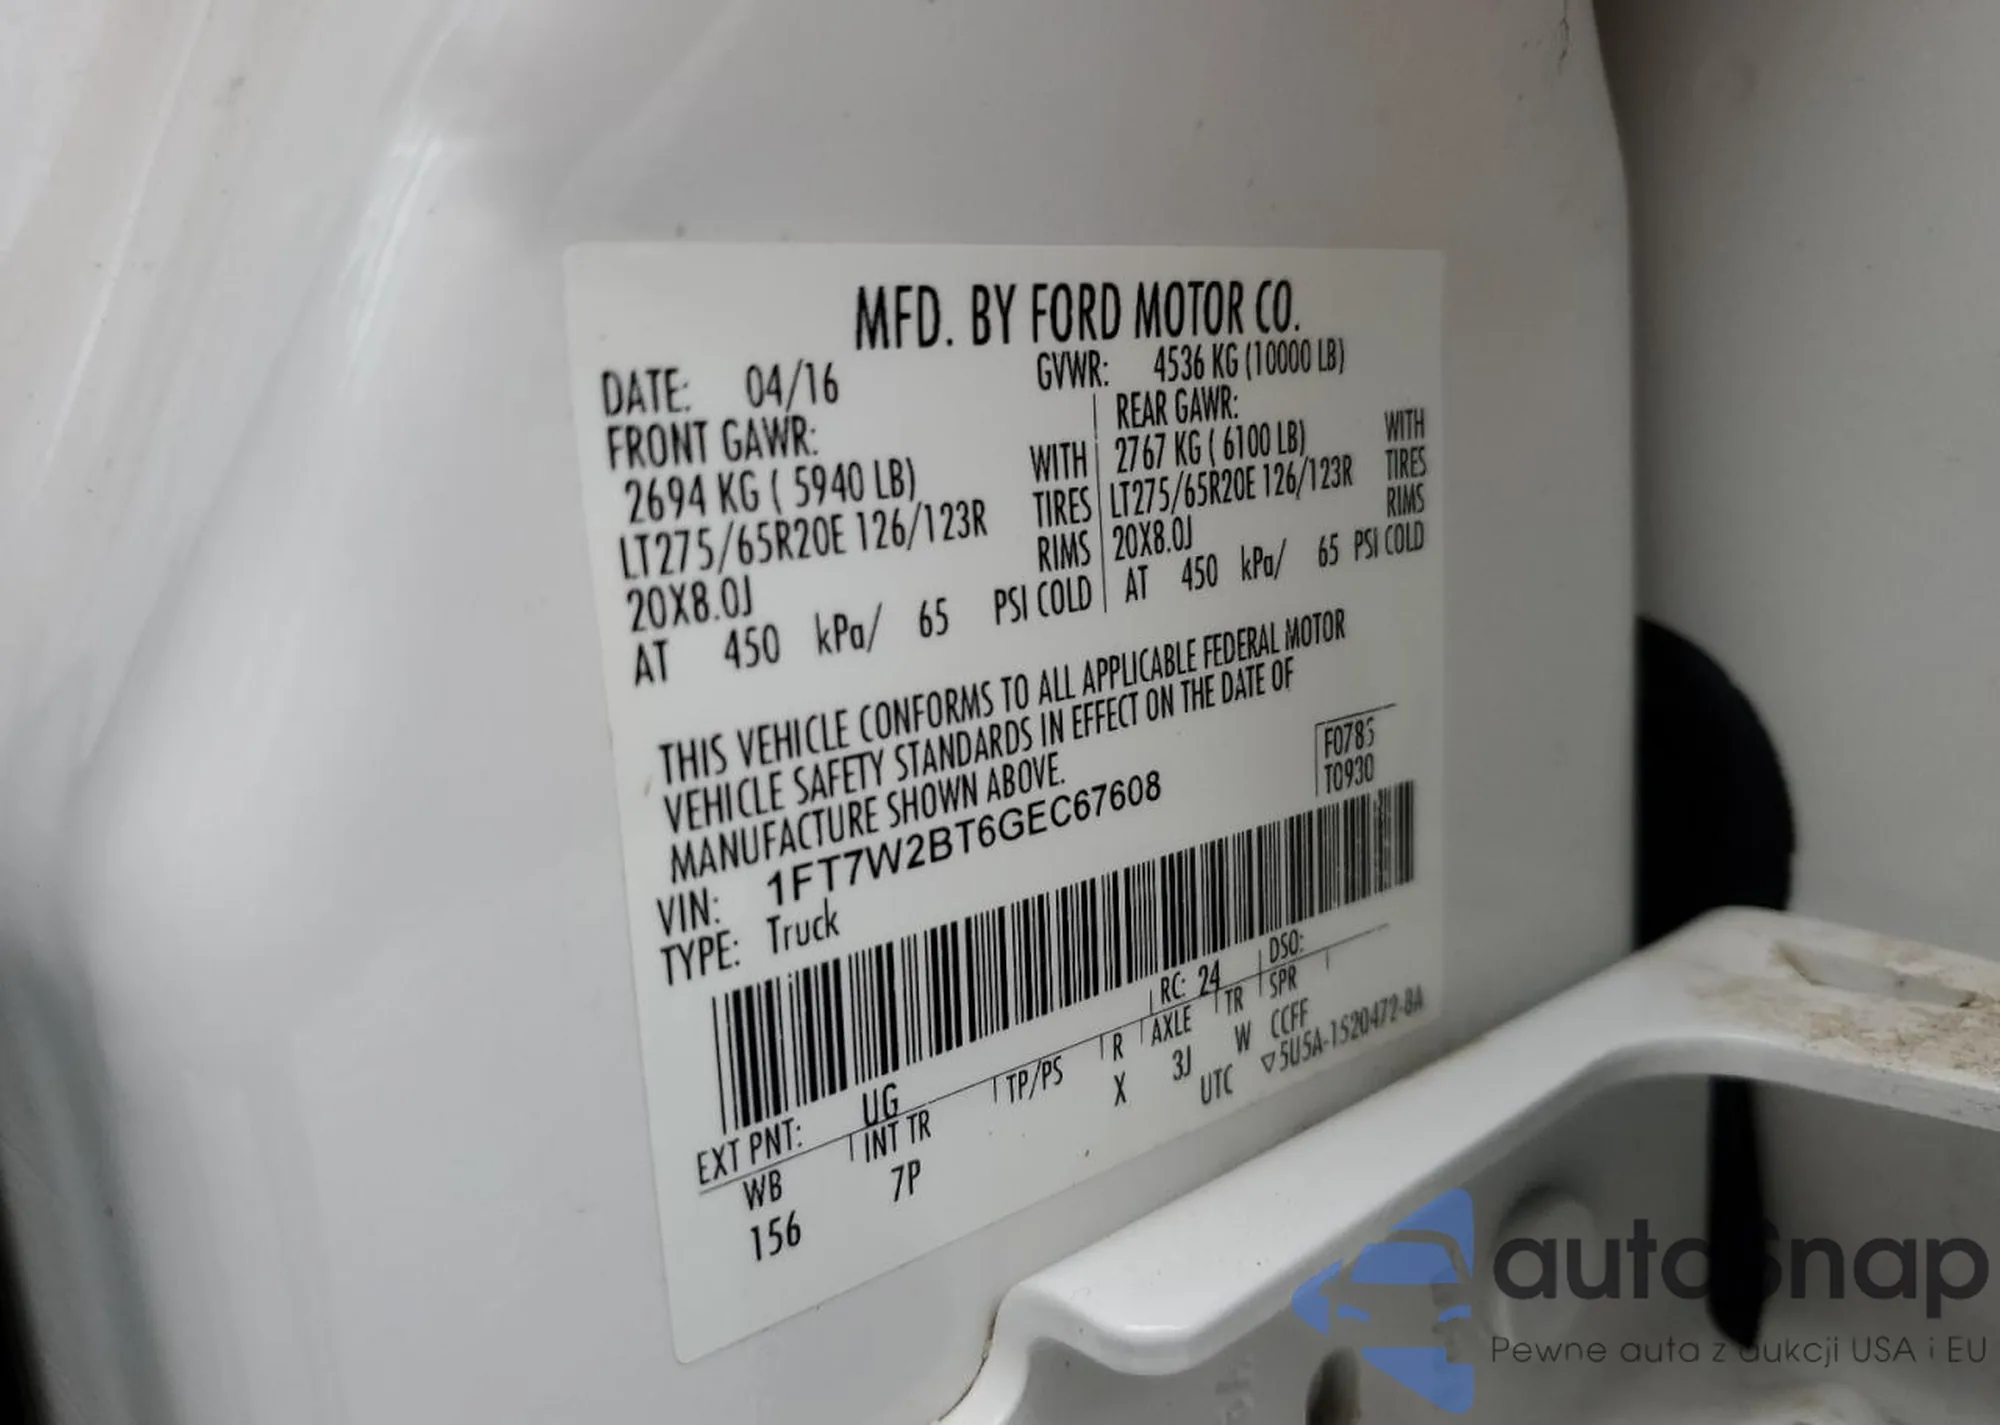 MFD. BY FORD MOTOR CO.
DATE: 04/16 GVWR: 4536 KG (10000 LB)
FRONT GAWR: REAR GAWR:
2694 KG ( 5940 LB) WITH 2767 KG ( 6100 LB) WITH
LT275/65R20E 126/123R TIRES LT275/65R20E 126/123R TIRES
20X8.0J RIMS 20X8.0J RIMS
AT 450 kPa/ 65 PSI COLD AT 450 kPa/ 65 PSI COLD
THIS VEHICLE CONFORMS TO ALL APPLICABLE FEDERAL MOTOR
VEHICLE SAFETY STANDARDS IN EFFECT ON THE DATE OF
MANUFACTURE SHOWN ABOVE.
F0785
T0930
VIN: 1FT7W2BT6GEC67608
TYPE: Truck
EXT PNT: UG RC: 24 DSO:
WB INT TR TP/PS R AXLE TR SPR
156 7P X 3J W CCFF
UTC ▽5U5A-1520472-BA
autosnap
Pewne auta z aukcji USA i EU